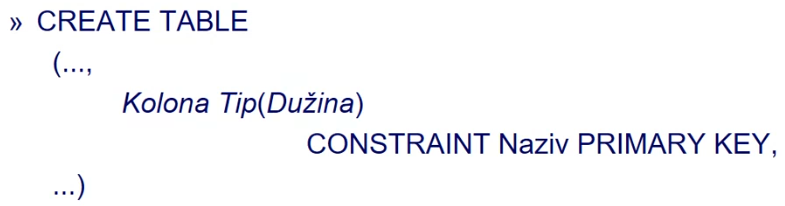 » CREATE TABLE
(...,
Kolona Tip(Dužina)
CONSTRAINT Naziv PRIMARY KEY,
...)